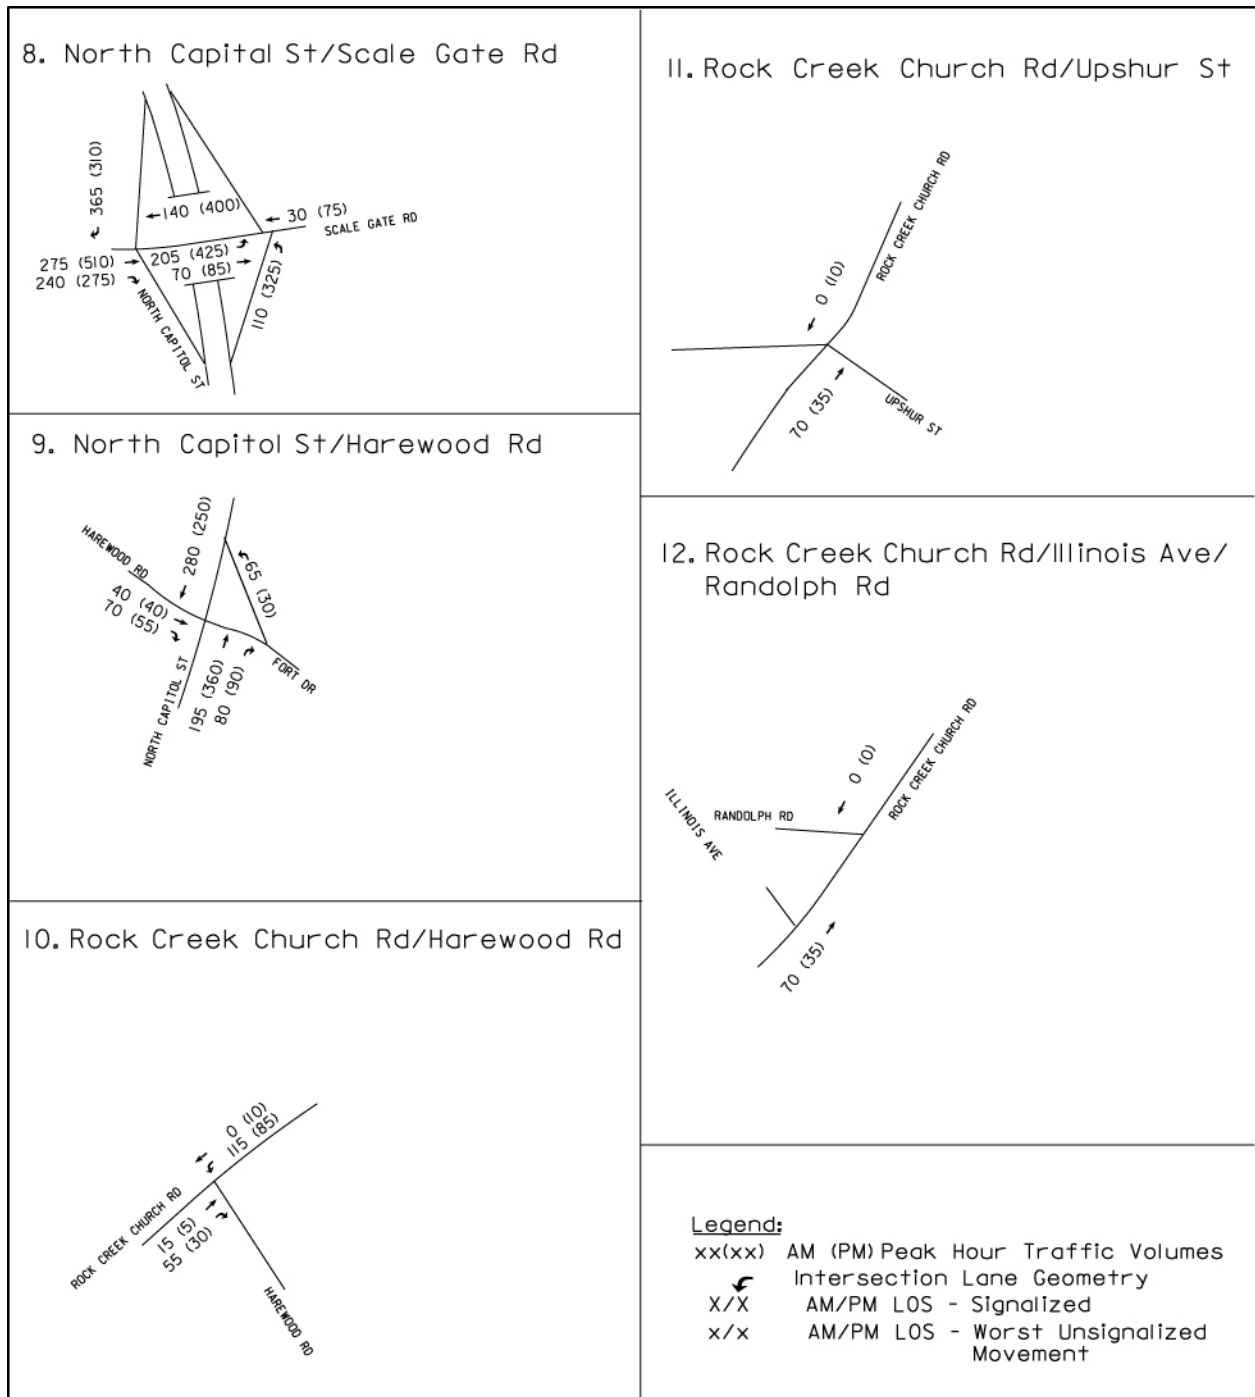 8. North Capital St/Scale Gate Rd
365 (310)
140 (400)
30 (75)
SCALE GATE RD
205 (425)
70 (85)
275 (510)
240 (275)
110 (325)
NORTH CAPITOL ST
9. North Capitol St/Harewood Rd
280 (250)
HAREWOOD RD
65 (30)
40 (40)
70 (55)
FORT DR
195 (360)
80 (90)
NORTH CAPITOL ST
10. Rock Creek Church Rd/Harewood Rd
0 (10)
115 (85)
ROCK CREEK CHURCH RD
15 (5)
55 (30)
HAREWOOD RD
11. Rock Creek Church Rd/Upshur St
ROCK CREEK CHURCH RD
0 (10)
70 (35)
UPSHUR ST
12. Rock Creek Church Rd/Illinois Ave/
Randolph Rd
ROCK CREEK CHURCH RD
0 (0)
RANDOLPH RD
ILLINOIS AVE
70 (35)
Legend:
xx(xx) AM (PM) Peak Hour Traffic Volumes
Intersection Lane Geometry
X/X AM/PM LOS - Signalized
x/x AM/PM LOS - Worst Unsignalized
Movement